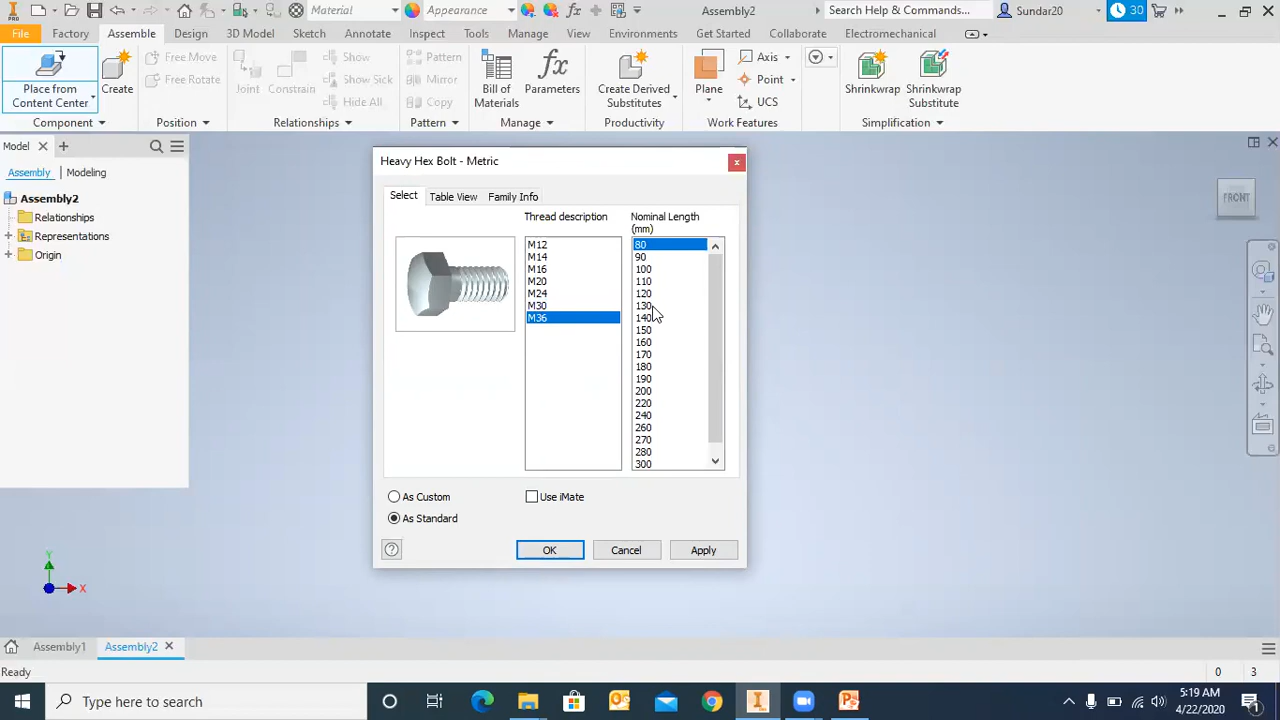 PRO
Material
Appearance
fx
Assembly2
Search Help & Commands...
Sundar20
30
File
Factory
Assemble
Design
3D Model
Sketch
Annotate
Inspect
Tools
Manage
View
Environments
Get Started
Collaborate
Electromechanical
Place from
Content Center
Create
Free Move
Free Rotate
Joint
Constrain
Show
Show Sick
Hide All
Pattern
Mirror
Copy
Bill of
Materials
fx
Parameters
Create Derived
Substitutes
Plane
Axis
Point
UCS
Shrinkwrap
Shrinkwrap
Substitute
Component
Position
Relationships
Pattern
Manage
Productivity
Work Features
Simplification
Model
Assembly
Modeling
Assembly2
Relationships
Representations
Origin
Heavy Hex Bolt - Metric
Select
Table View
Family Info
Thread description
M12
M14
M16
M20
M24
M30
M36
Nominal Length
(mm)
80
90
100
110
120
130
140
150
160
170
180
190
200
220
240
260
270
280
300
As Custom
As Standard
Use iMate
OK
Cancel
Apply
FRONT
Y
X
Assembly1
Assembly2
Ready
0
3
Type here to search
5:19 AM
4/22/2020
1